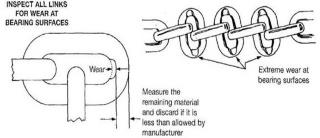 INSPECT ALL LINKS
FOR WEAR AT
BEARING SURFACES
Wear
Measure the
remaining material
and discard if it is
less than allowed by
manufacturer
Extreme wear at
bearing surfaces